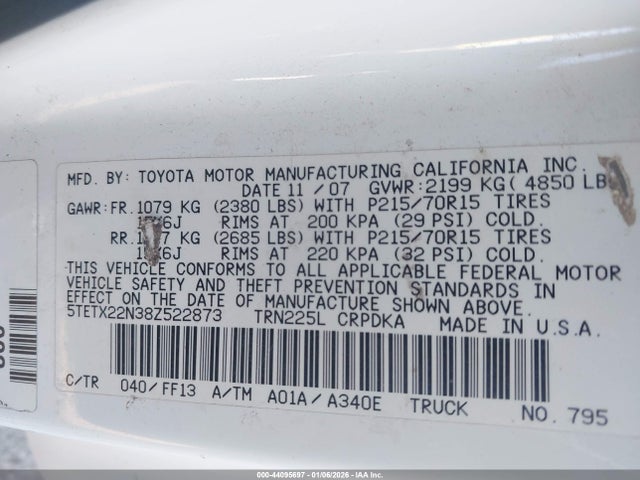 MFD. BY: TOYOTA MOTOR MANUFACTURING CALIFORNIA INC.
DATE 11 / 07 GVWR: 2199 KG( 4850 LB
GAWR: FR. 1079 KG (2380 LBS) WITH P215/70R15 TIRES
RIMS AT 200 KPA (29 PSI) COLD.
RR. KG (2685 LBS) WITH P215/70R15 TIRES
RIMS AT 220 KPA (32 PSI) COLD.
THIS VEHICLE CONFORMS TO ALL APPLICABLE FEDERAL MOTOR
VEHICLE SAFETY AND THEFT PREVENTION STANDARDS IN
EFFECT ON THE DATE OF MANUFACTURE SHOWN ABOVE.
5TETX22N38Z522873 TRN225L CRPDKA MADE IN U.S.A.
C/TR 040/FF13 A/TM A01A/A340E TRUCK NO. 795
000-44095697 - 01/06/2026 - IAA Inc.